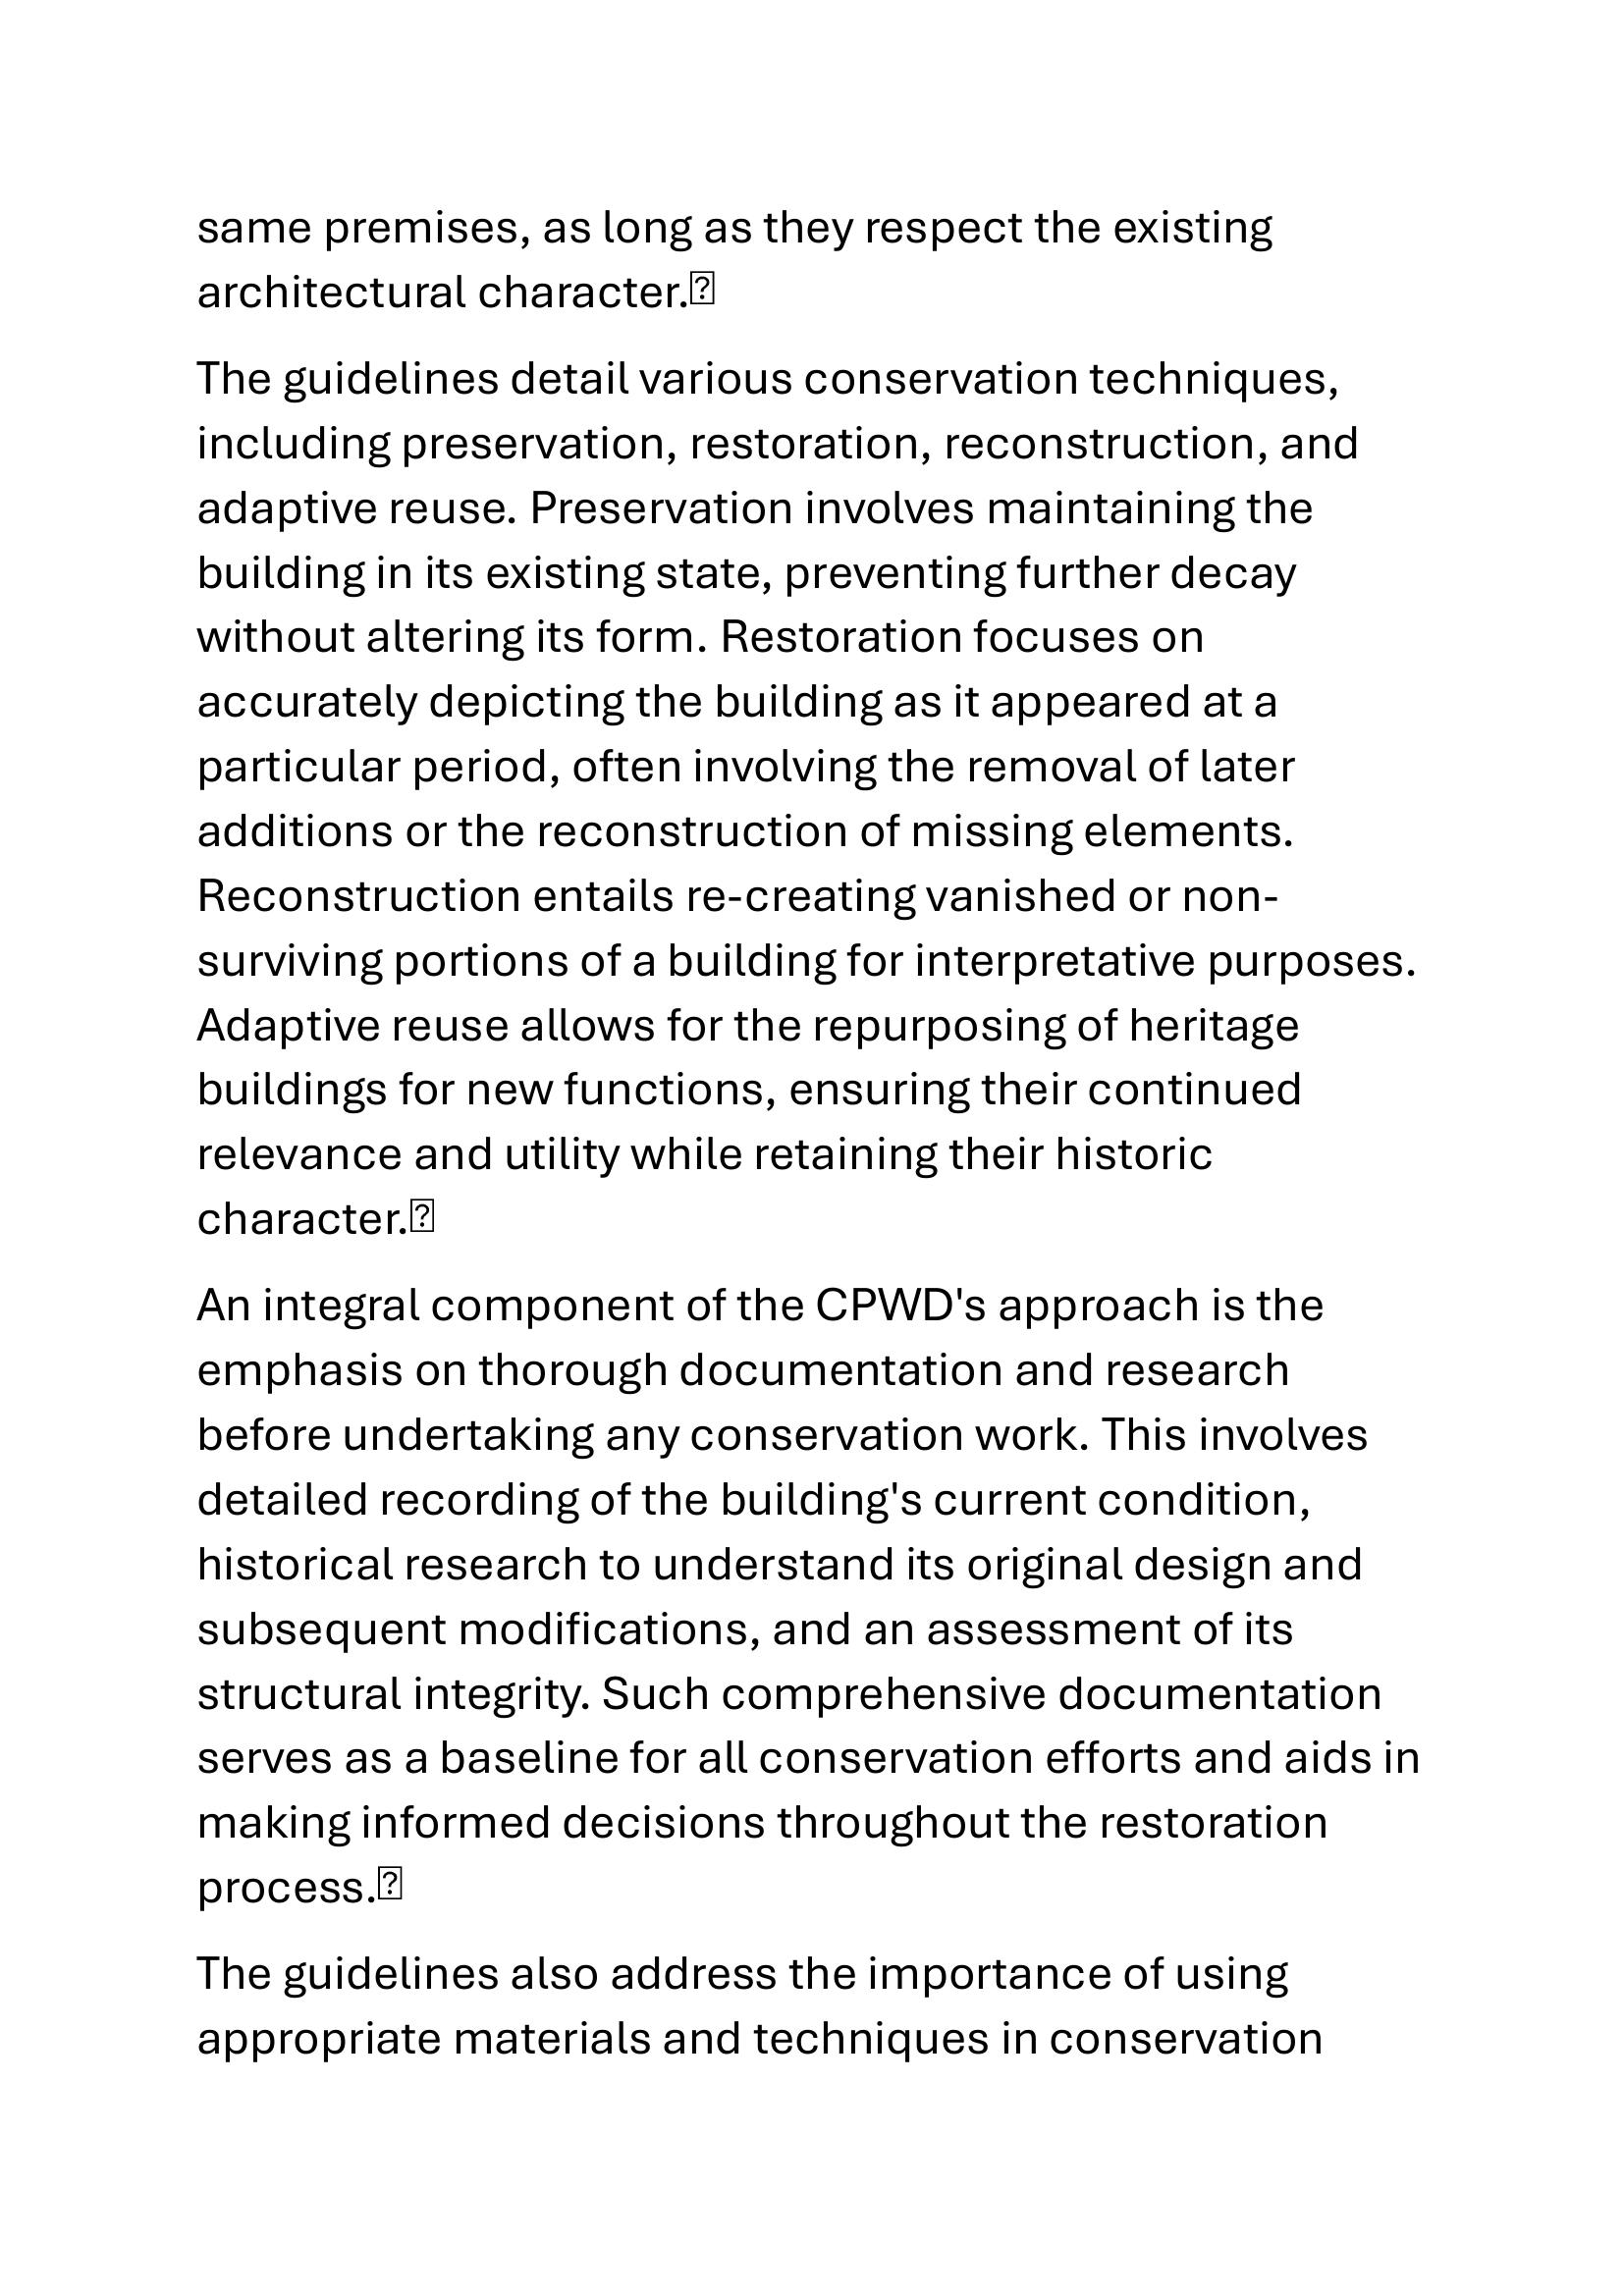 same premises, as long as they respect the existing
architectural character.⍰
The guidelines detail various conservation techniques,
including preservation, restoration, reconstruction, and
adaptive reuse. Preservation involves maintaining the
building in its existing state, preventing further decay
without altering its form. Restoration focuses on
accurately depicting the building as it appeared at a
particular period, often involving the removal of later
additions or the reconstruction of missing elements.
Reconstruction entails re-creating vanished or non-
surviving portions of a building for interpretative purposes.
Adaptive reuse allows for the repurposing of heritage
buildings for new functions, ensuring their continued
relevance and utility while retaining their historic
character.⍰
An integral component of the CPWD's approach is the
emphasis on thorough documentation and research
before undertaking any conservation work. This involves
detailed recording of the building's current condition,
historical research to understand its original design and
subsequent modifications, and an assessment of its
structural integrity. Such comprehensive documentation
serves as a baseline for all conservation efforts and aids in
making informed decisions throughout the restoration
process.⍰
The guidelines also address the importance of using
appropriate materials and techniques in conservation